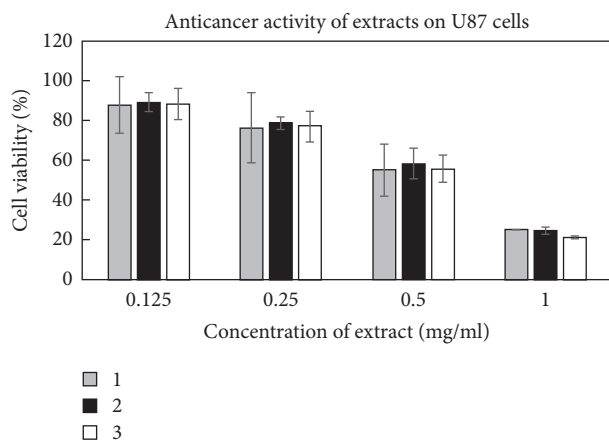 Anticancer activity of extracts on U87 cells
120
100
80
60
40
20
0
Cell viability (%)
0.125 0.25 0.5 1
Concentration of extract (mg/ml)
1
2
3